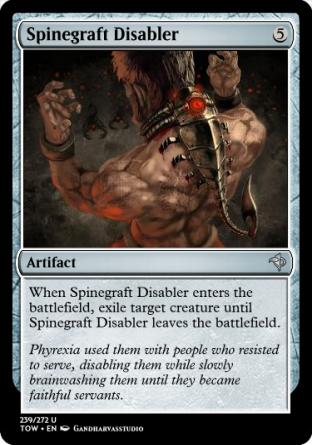 Spinegraft Disabler 5
Artifact
When Spinegraft Disabler enters the
battlefield, exile target creature until
Spinegraft Disabler leaves the battlefield.
Phyrexia used them with people who resisted
to serve, disabling them while slowly
brainwashing them until they became
faithful servants.
239/272 U
TOW • EN GANDHARVASSTUDIO